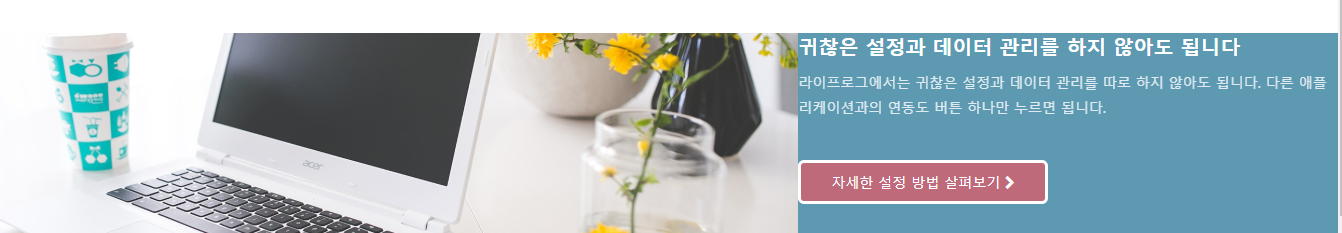 귀찮은 설정과 데이터 관리를 하지 않아도 됩니다
라이프로그에서는 귀찮은 설정과 데이터 관리를 따로 하지 않아도 됩니다. 다른 애플
리케이션과의 연동도 버튼 하나만 누르면 됩니다.
자세한 설정 방법 살펴보기
acer